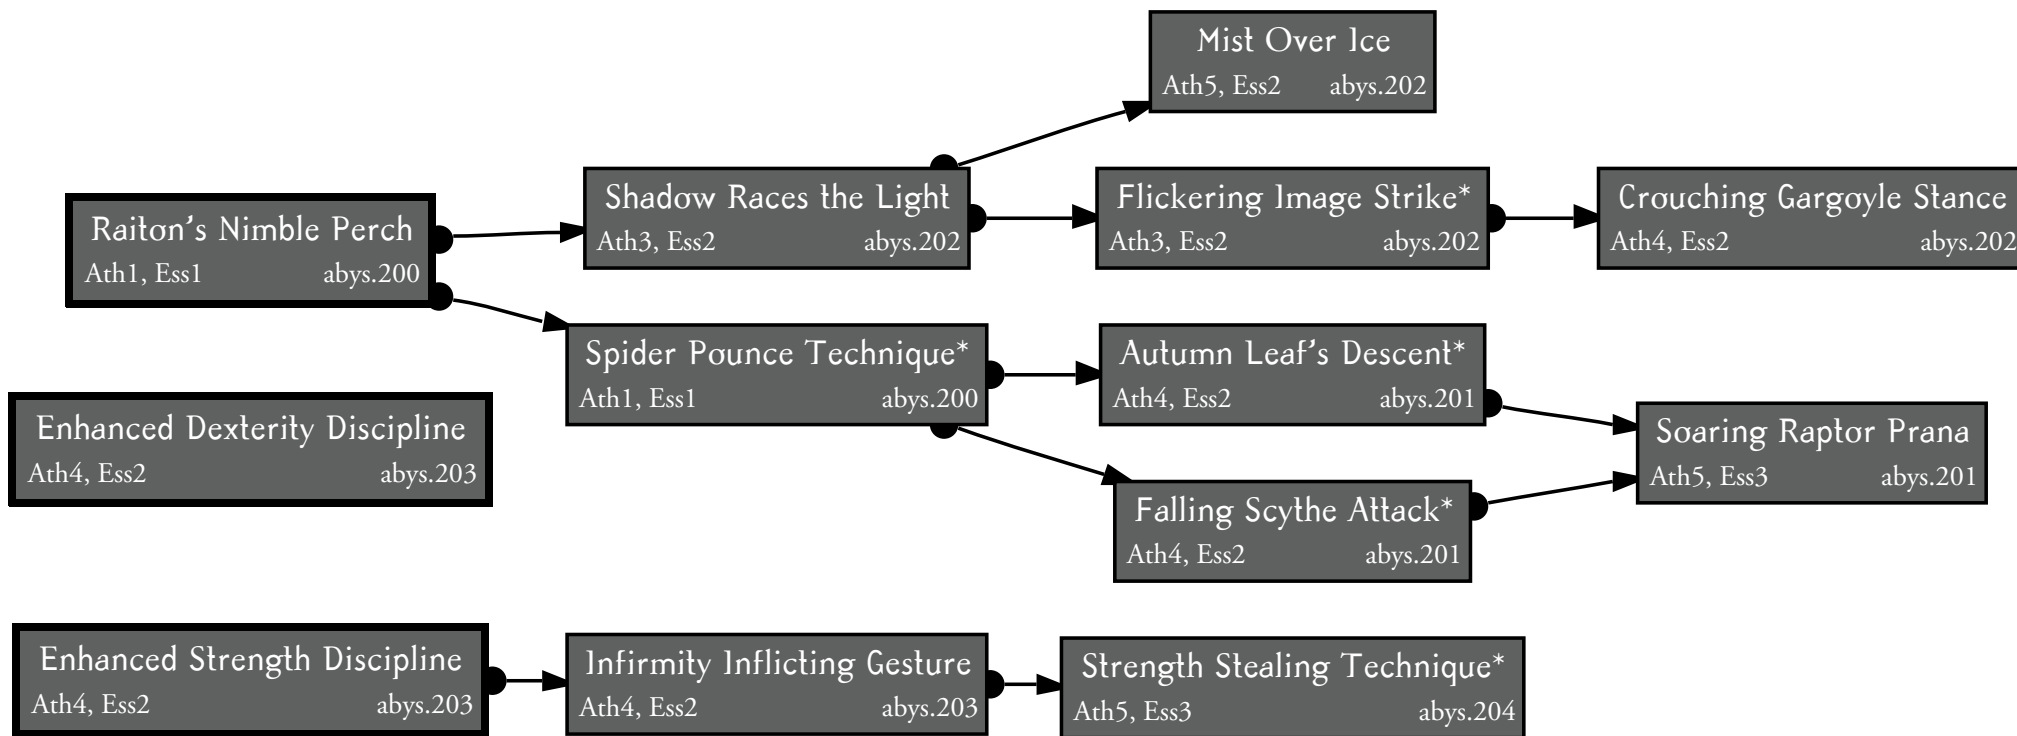 Mist Over Ice
Ath5, Ess2 abys.202
Shadow Races the Light
Ath3, Ess2 abys.202
Flickering Image Strike*
Ath3, Ess2 abys.202
Crouching Gargoyle Stance
Ath4, Ess2 abys.202
Raiton's Nimble Perch
Ath1, Ess1 abys.200
Spider Pounce Technique*
Ath1, Ess1 abys.200
Autumn Leaf's Descent*
Ath4, Ess2 abys.201
Enhanced Dexterity Discipline
Ath4, Ess2 abys.203
Soaring Raptor Prana
Ath5, Ess3 abys.201
Falling Scythe Attack*
Ath4, Ess2 abys.201
Enhanced Strength Discipline
Ath4, Ess2 abys.203
Infirmity Inflicting Gesture
Ath4, Ess2 abys.203
Strength Stealing Technique*
Ath5, Ess3 abys.204